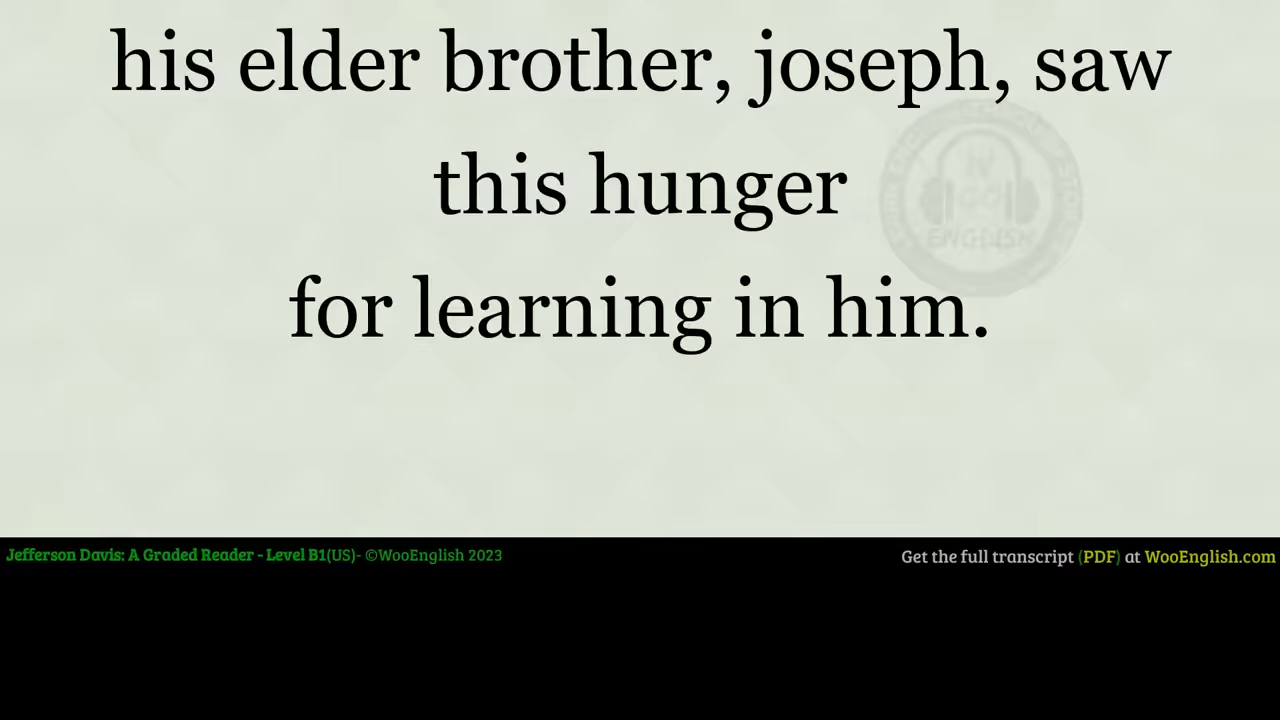 his elder brother, joseph, saw
this hunger
for learning in him.
ENGLISH
Jefferson Davis: A Graded Reader - Level B1(US)- ©WooEnglish 2023
Get the full transcript (PDF) at WooEnglish.com